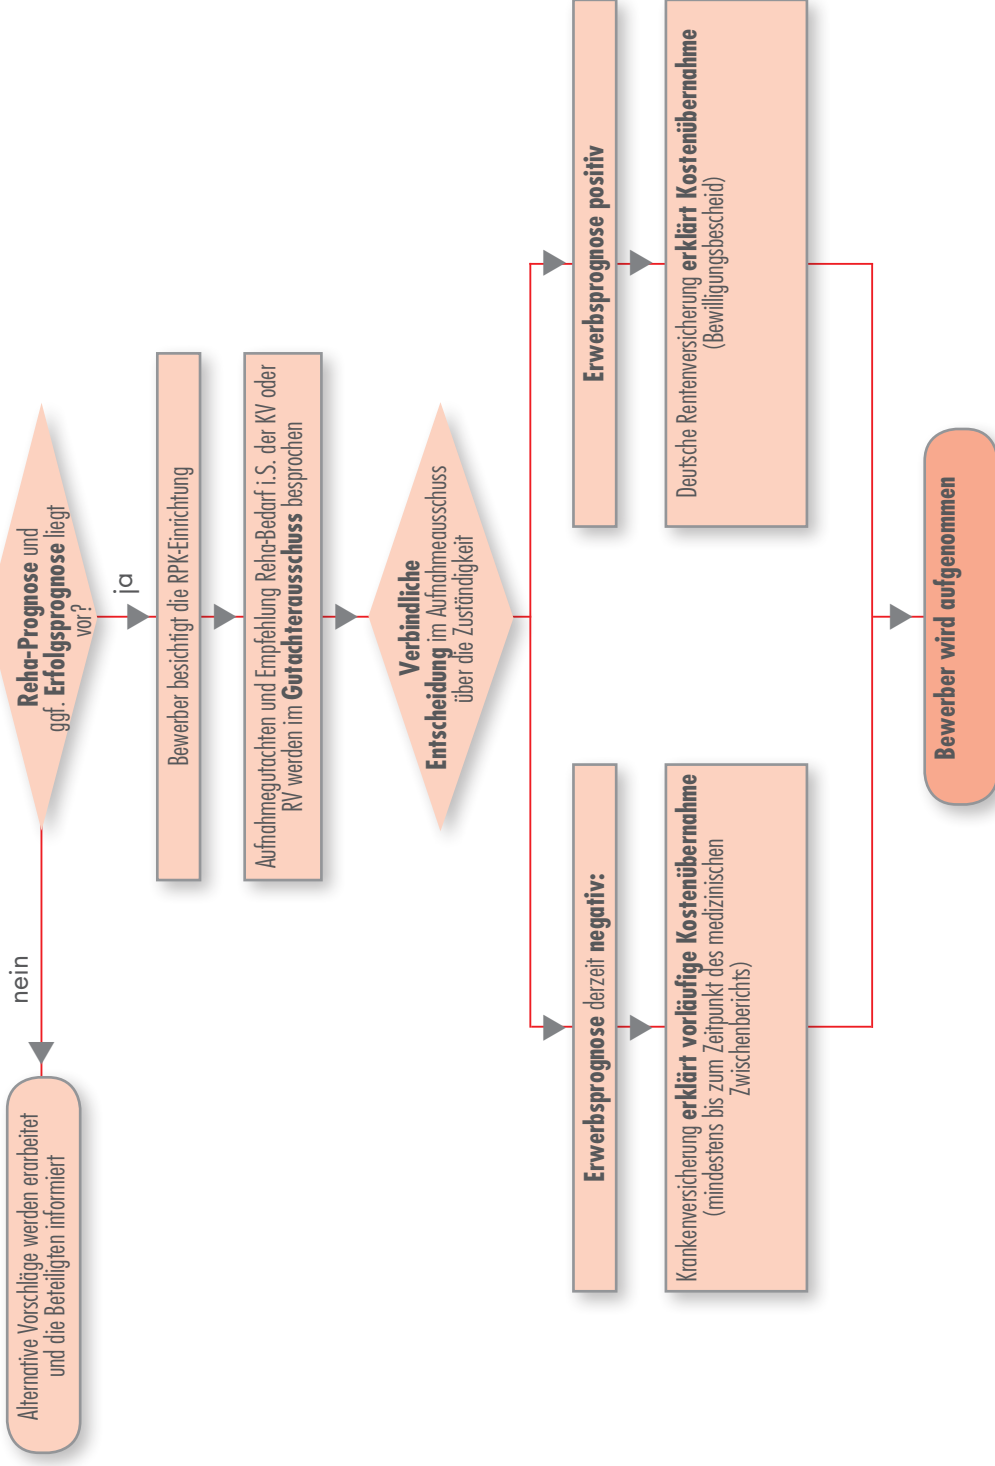 Reha-Prognose und
ggf. Erfolgsprognose liegt
vor?
nein
Alternative Vorschläge werden erarbeitet
und die Beteiligten informiert
ja
Bewerber besichtigt die RPK-Einrichtung
Aufnahmegutachten und Empfehlung Reha-Bedarf i.S. der KV oder
RV werden im Gutachterausschuss besprochen
Verbindliche
Entscheidung im Aufnahmeausschuss
über die Zuständigkeit
Erwerbsprognose derzeit negativ:
Krankenversicherung erklärt vorläufige Kostenübernahme
(mindestens bis zum Zeitpunkt des medizinischen
Zwischenberichts)
Erwerbsprognose positiv
Deutsche Rentenversicherung erklärt Kostenübernahme
(Bewilligungsbescheid)
Bewerber wird aufgenommen